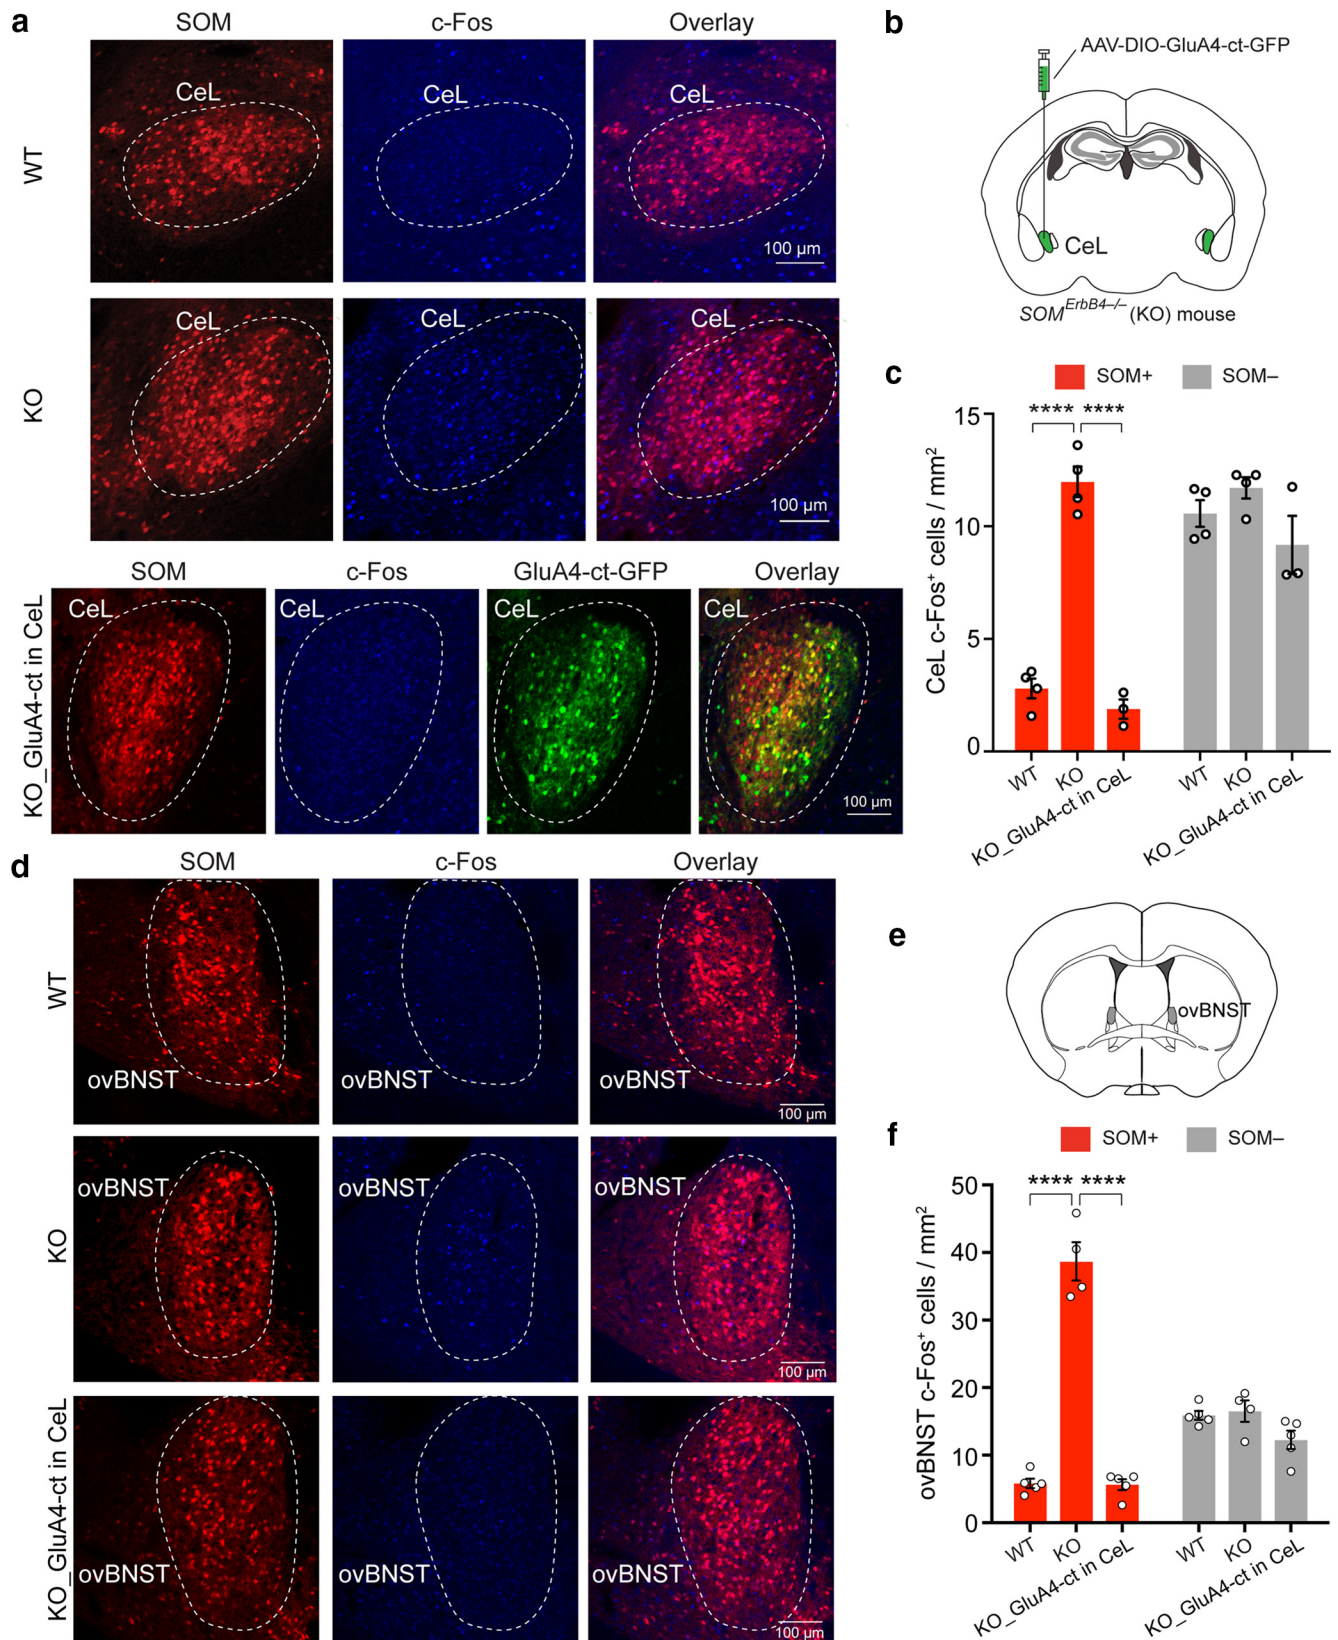 a
SOM c-Fos Overlay
WT
CeL CeL CeL
100 µm
KO
CeL CeL CeL
100 µm
SOM c-Fos GluA4-ct-GFP Overlay
KO_GluA4-ct in CeL
CeL CeL CeL CeL
100 µm
b
AAV-DIO-GluA4-ct-GFP
CeL
SOM^ErbB4–/– (KO) mouse
c
SOM+ SOM–
**** ****
CeL c-Fos⁺ cells / mm²
15
10
5
0
WT KO KO_GluA4-ct in CeL WT KO KO_GluA4-ct in CeL
d
SOM c-Fos Overlay
WT
ovBNST ovBNST ovBNST
100 µm
KO
ovBNST ovBNST ovBNST
100 µm
KO_GluA4-ct in CeL
ovBNST ovBNST ovBNST
100 µm
e
ovBNST
f
SOM+ SOM–
**** ****
ovBNST c-Fos⁺ cells / mm²
50
40
30
20
10
0
WT KO KO_GluA4-ct in CeL WT KO KO_GluA4-ct in CeL